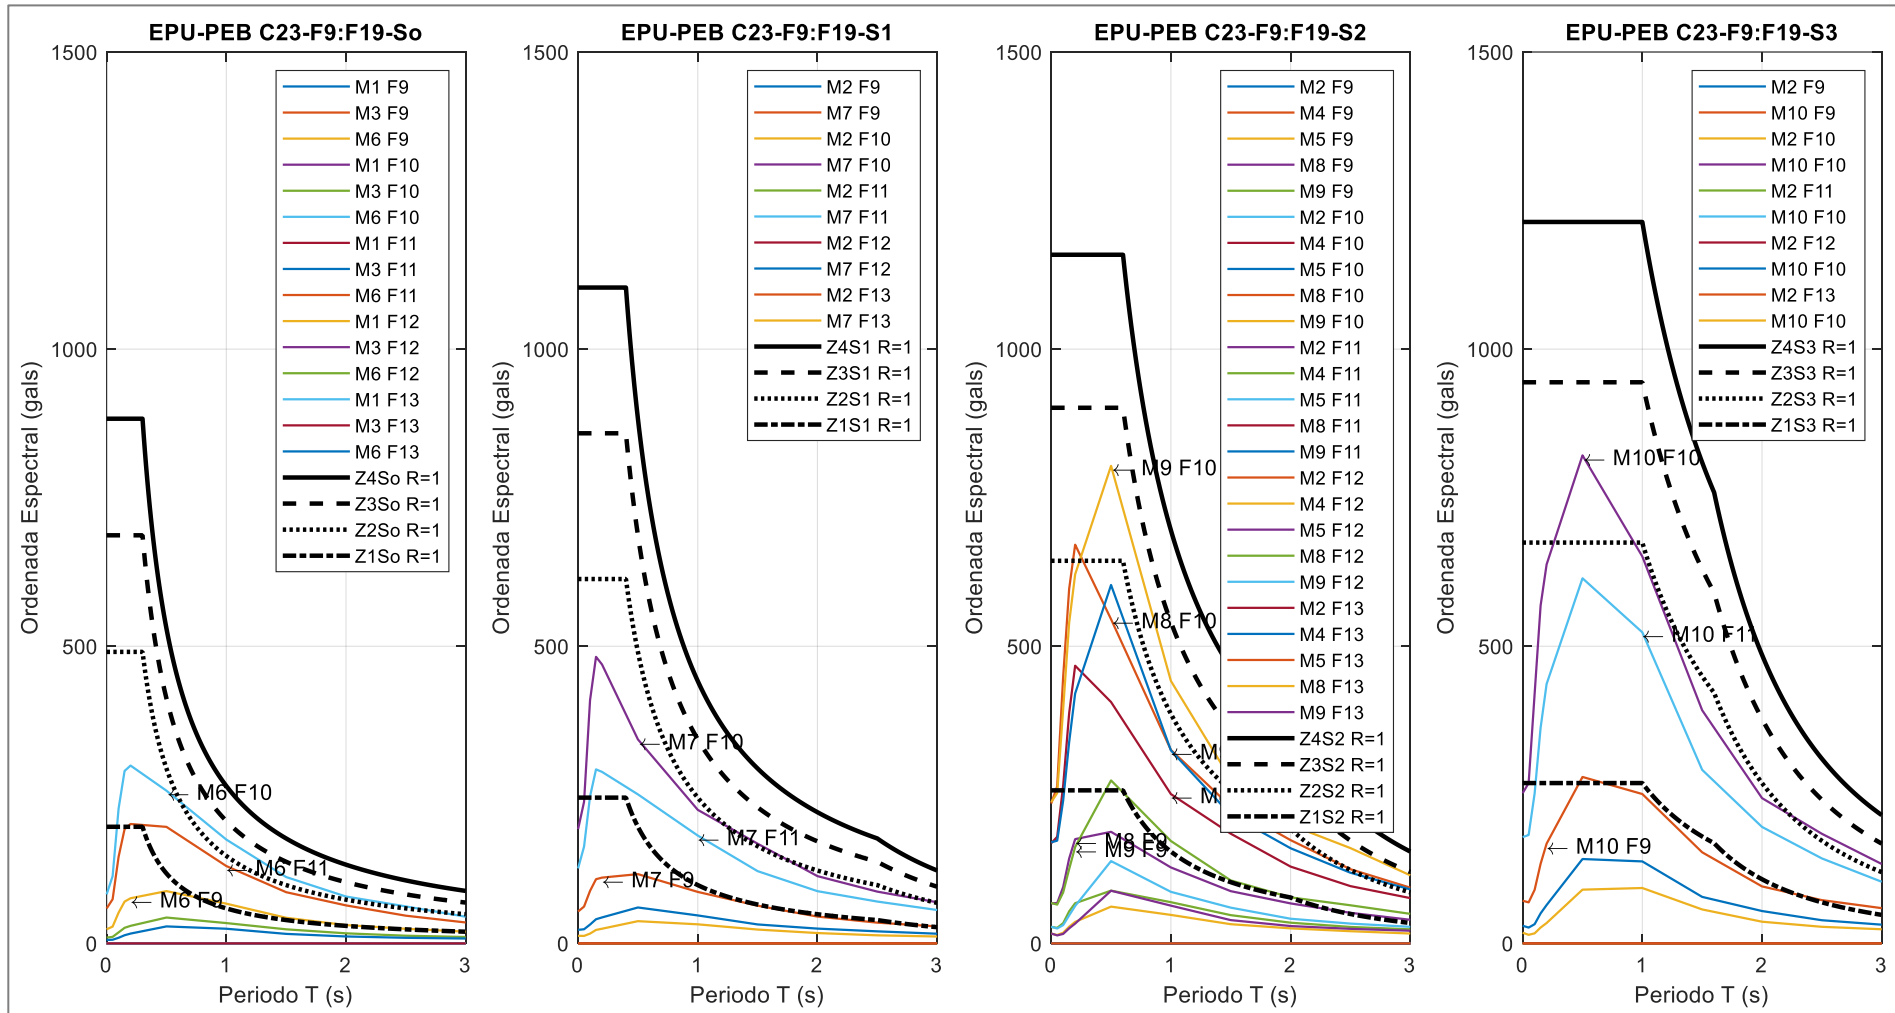 EPU-PEB C23-F9:F19-So
1500
1000
500
0
0 1 2 3
Ordenada Espectral (gals)
Periodo T (s)
M1 F9
M3 F9
M6 F9
M1 F10
M3 F10
M6 F10
M1 F11
M3 F11
M6 F11
M1 F12
M3 F12
M6 F12
M1 F13
M3 F13
M6 F13
Z4So R=1
Z3So R=1
Z2So R=1
Z1So R=1
← M6 F10
← M6 F11
← M6 F9
EPU-PEB C23-F9:F19-S1
1500
1000
500
0
0 1 2 3
Ordenada Espectral (gals)
Periodo T (s)
M2 F9
M7 F9
M2 F10
M7 F10
M2 F11
M7 F11
M2 F12
M7 F12
M2 F13
M7 F13
Z4S1 R=1
Z3S1 R=1
Z2S1 R=1
Z1S1 R=1
← M7 F10
← M7 F11
← M7 F9
EPU-PEB C23-F9:F19-S2
1500
1000
500
0
0 1 2 3
Ordenada Espectral (gals)
Periodo T (s)
M2 F9
M4 F9
M5 F9
M8 F9
M9 F9
M2 F10
M4 F10
M5 F10
M8 F10
M9 F10
M2 F11
M4 F11
M5 F11
M8 F11
M9 F11
M2 F12
M4 F12
M5 F12
M8 F12
M9 F12
M2 F13
M4 F13
M5 F13
M8 F13
M9 F13
Z4S2 R=1
Z3S2 R=1
Z2S2 R=1
Z1S2 R=1
← M9 F10
← M8 F10
← M8 F9
← M9 F9
EPU-PEB C23-F9:F19-S3
1500
1000
500
0
0 1 2 3
Ordenada Espectral (gals)
Periodo T (s)
M2 F9
M10 F9
M2 F10
M10 F10
M2 F11
M10 F10
M2 F12
M10 F10
M2 F13
M10 F10
Z4S3 R=1
Z3S3 R=1
Z2S3 R=1
Z1S3 R=1
← M10 F10
← M10 F11
← M10 F9